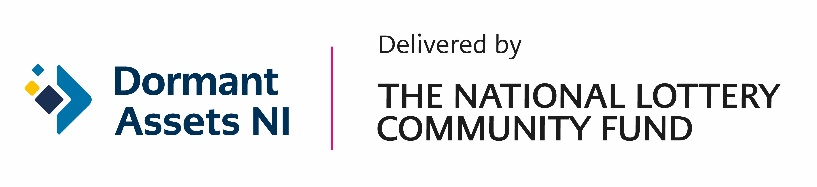 Dormant
Assets NI
Delivered by
THE NATIONAL LOTTERY
COMMUNITY FUND